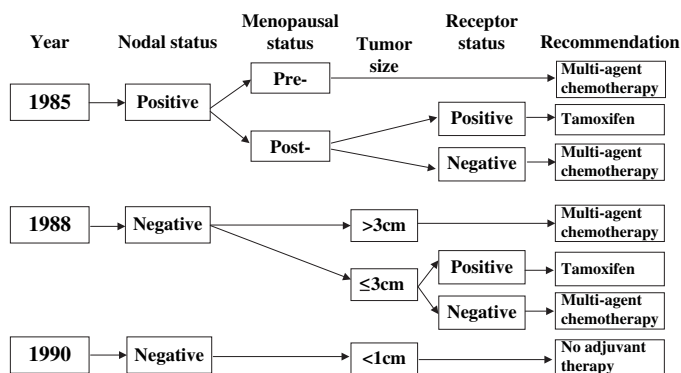 Year
Nodal status
Menopausal
status
Tumor
size
Receptor
status
Recommendation
1985
Positive
Pre-
Multi-agent
chemotherapy
Post-
Positive
Tamoxifen
Negative
Multi-agent
chemotherapy
1988
Negative
>3cm
Multi-agent
chemotherapy
≤3cm
Positive
Tamoxifen
Negative
Multi-agent
chemotherapy
1990
Negative
<1cm
No adjuvant
therapy